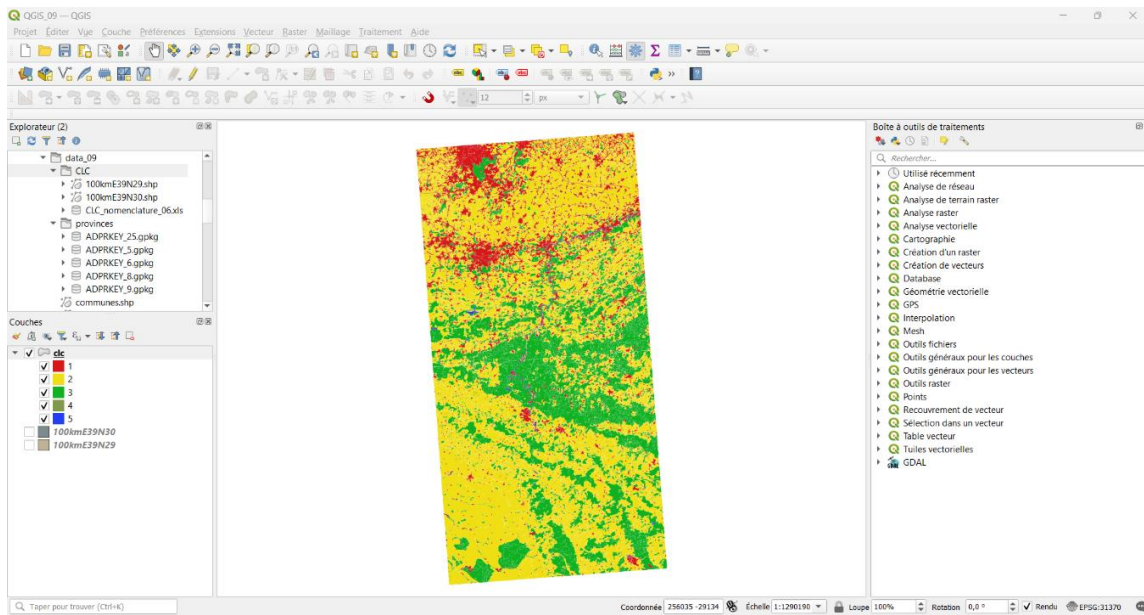 QGIS_09 — QGIS
Projet Éditer Vue Couche Préférences Extensions Vecteur Raster Maillage Traitement Aide
12 px
Explorateur (2)
data_09
CLC
100kmE39N29.shp
100kmE39N30.shp
CLC_nomenclature_06.xls
provinces
ADPRKEY_25.gpkg
ADPRKEY_5.gpkg
ADPRKEY_6.gpkg
ADPRKEY_8.gpkg
ADPRKEY_9.gpkg
communes.shp
Couches
clc
1
2
3
4
5
100kmE39N30
100kmE39N29
Boîte à outils de traitements
Rechercher...
Utilisé récemment
Analyse de réseau
Analyse de terrain raster
Analyse raster
Analyse vectorielle
Cartographie
Création d'un raster
Création de vecteurs
Database
Géométrie vectorielle
GPS
Interpolation
Mesh
Outils fichiers
Outils généraux pour les couches
Outils généraux pour les vecteurs
Outils raster
Points
Recouvrement de vecteur
Sélection dans un vecteur
Table vecteur
Tuiles vectorielles
GDAL
Taper pour trouver (Ctrl+K) Coordonnée 256035 -29134 Échelle 1:1290190 Loupe 100% Rotation 0,0 ° Rendu EPSG:31370